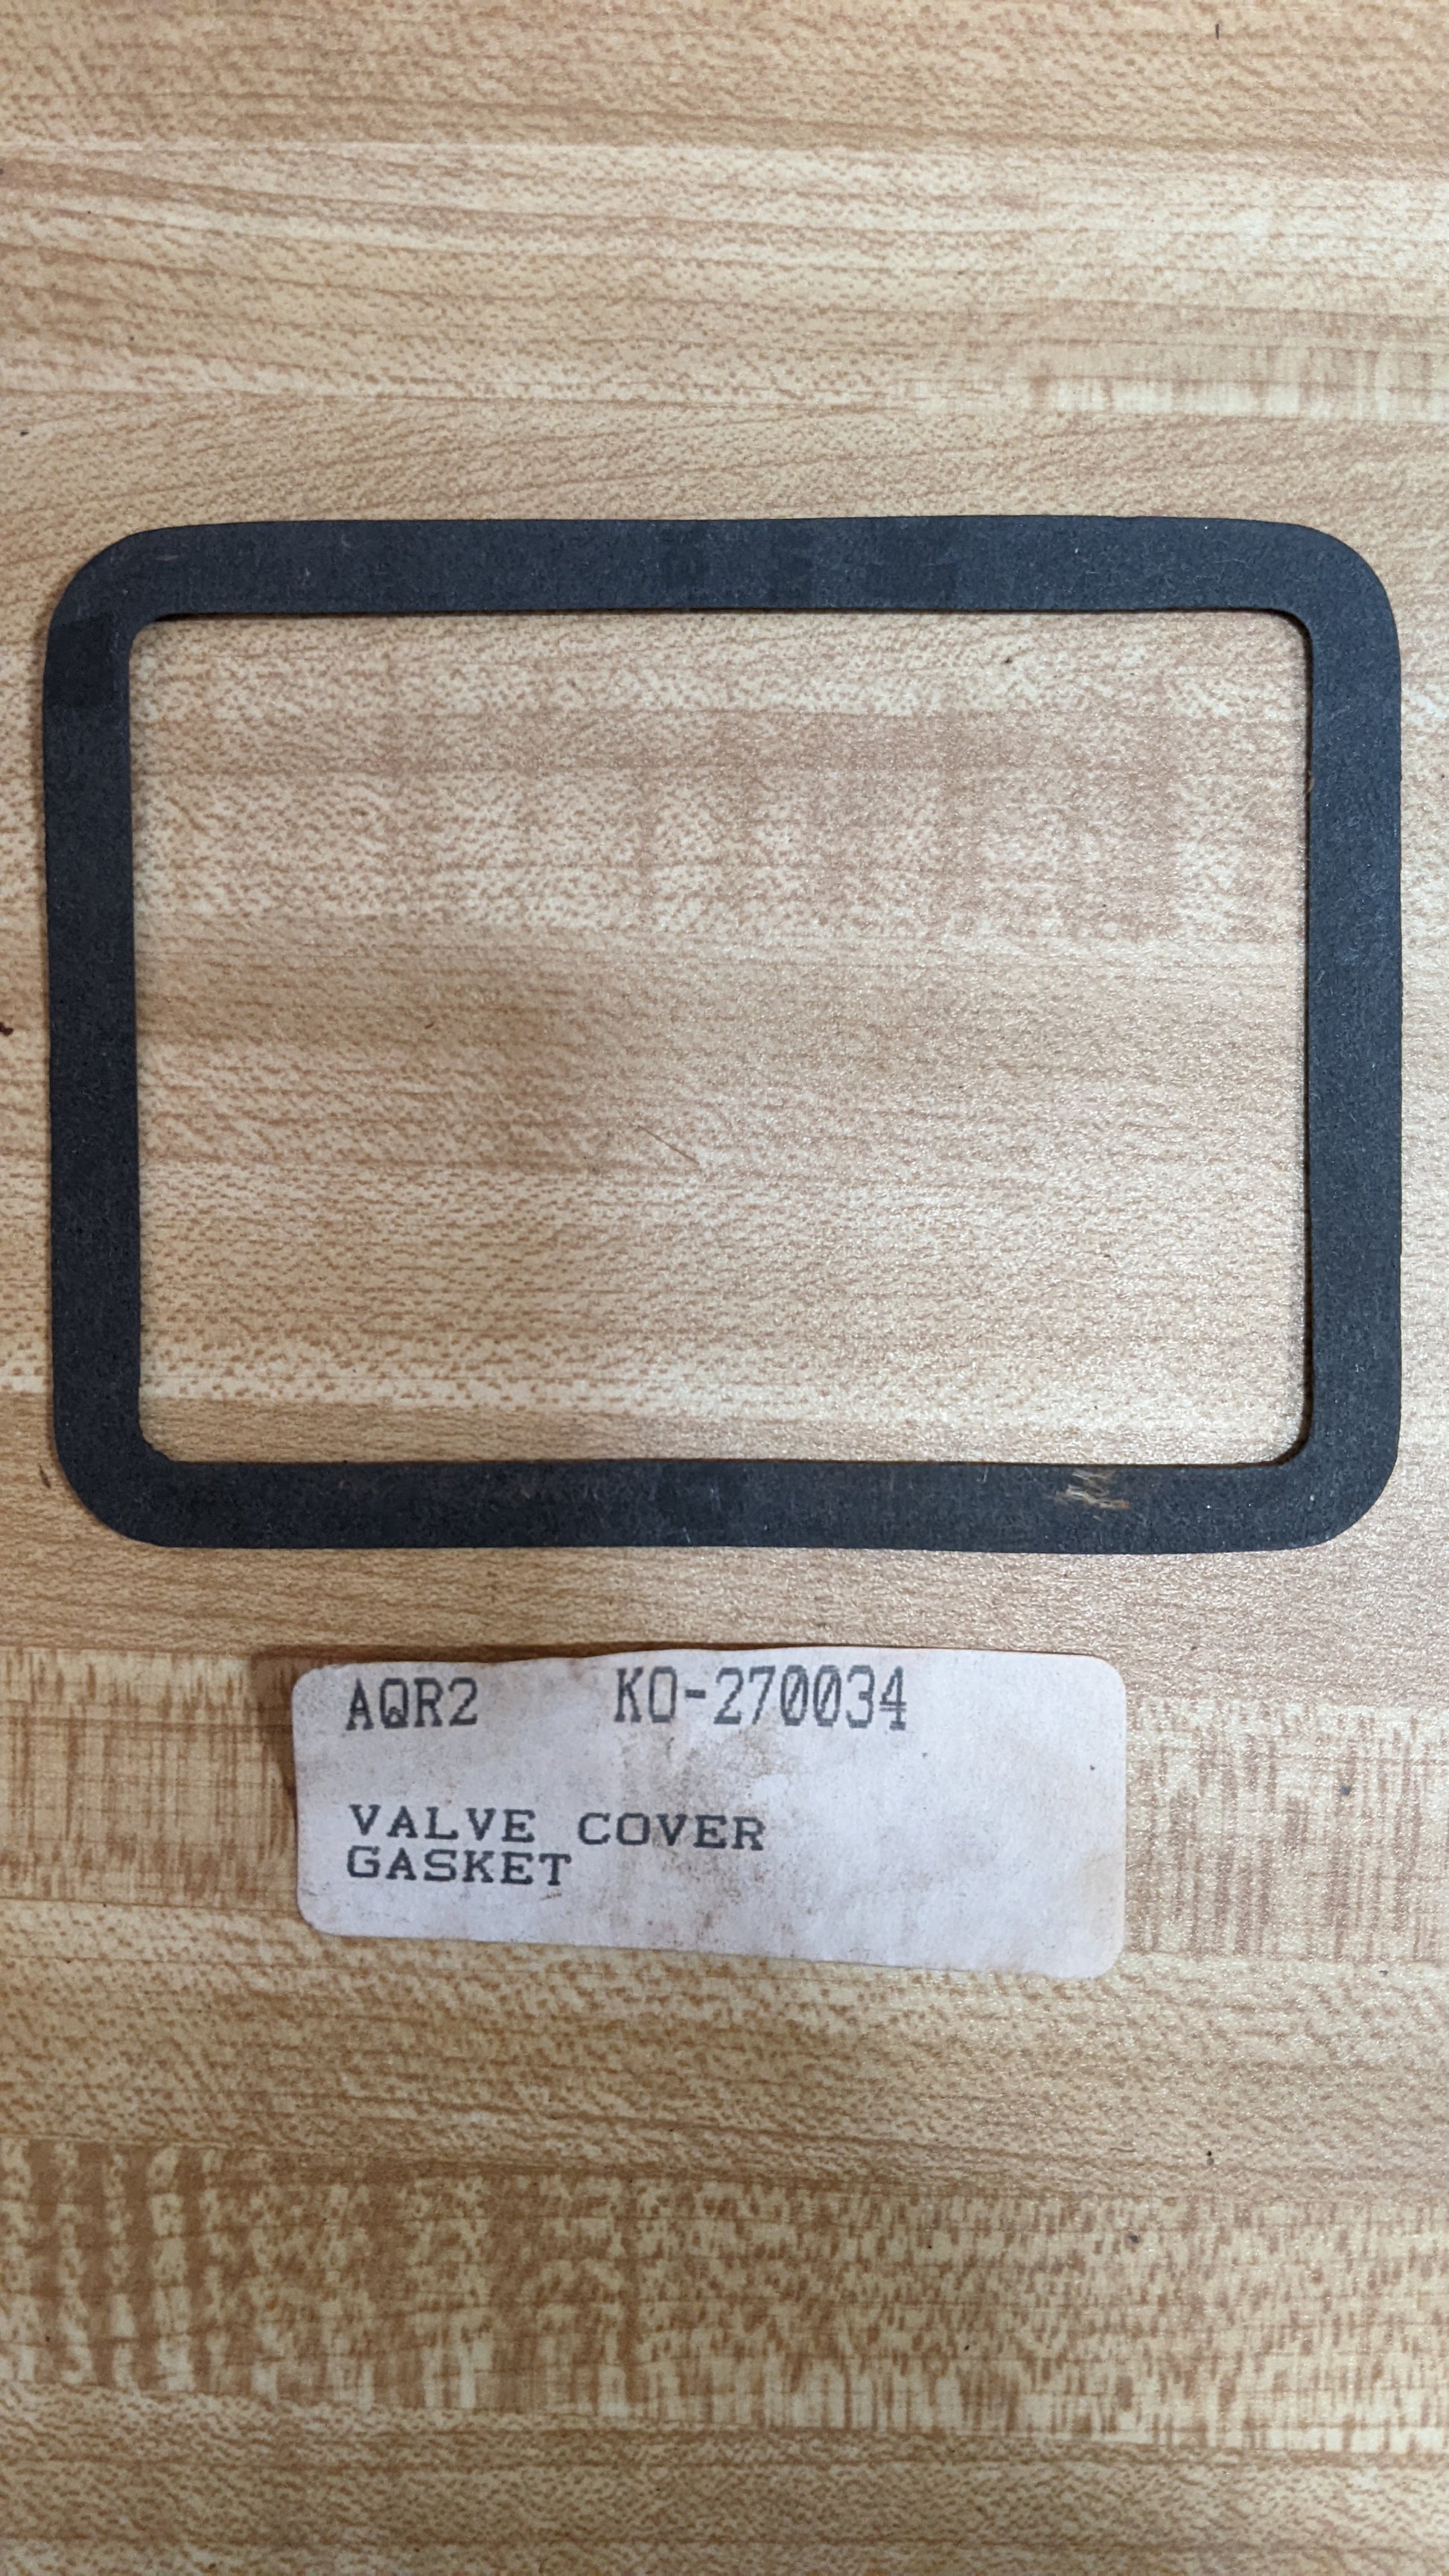 AQR2 KO-270034
VALVE COVER
GASKET